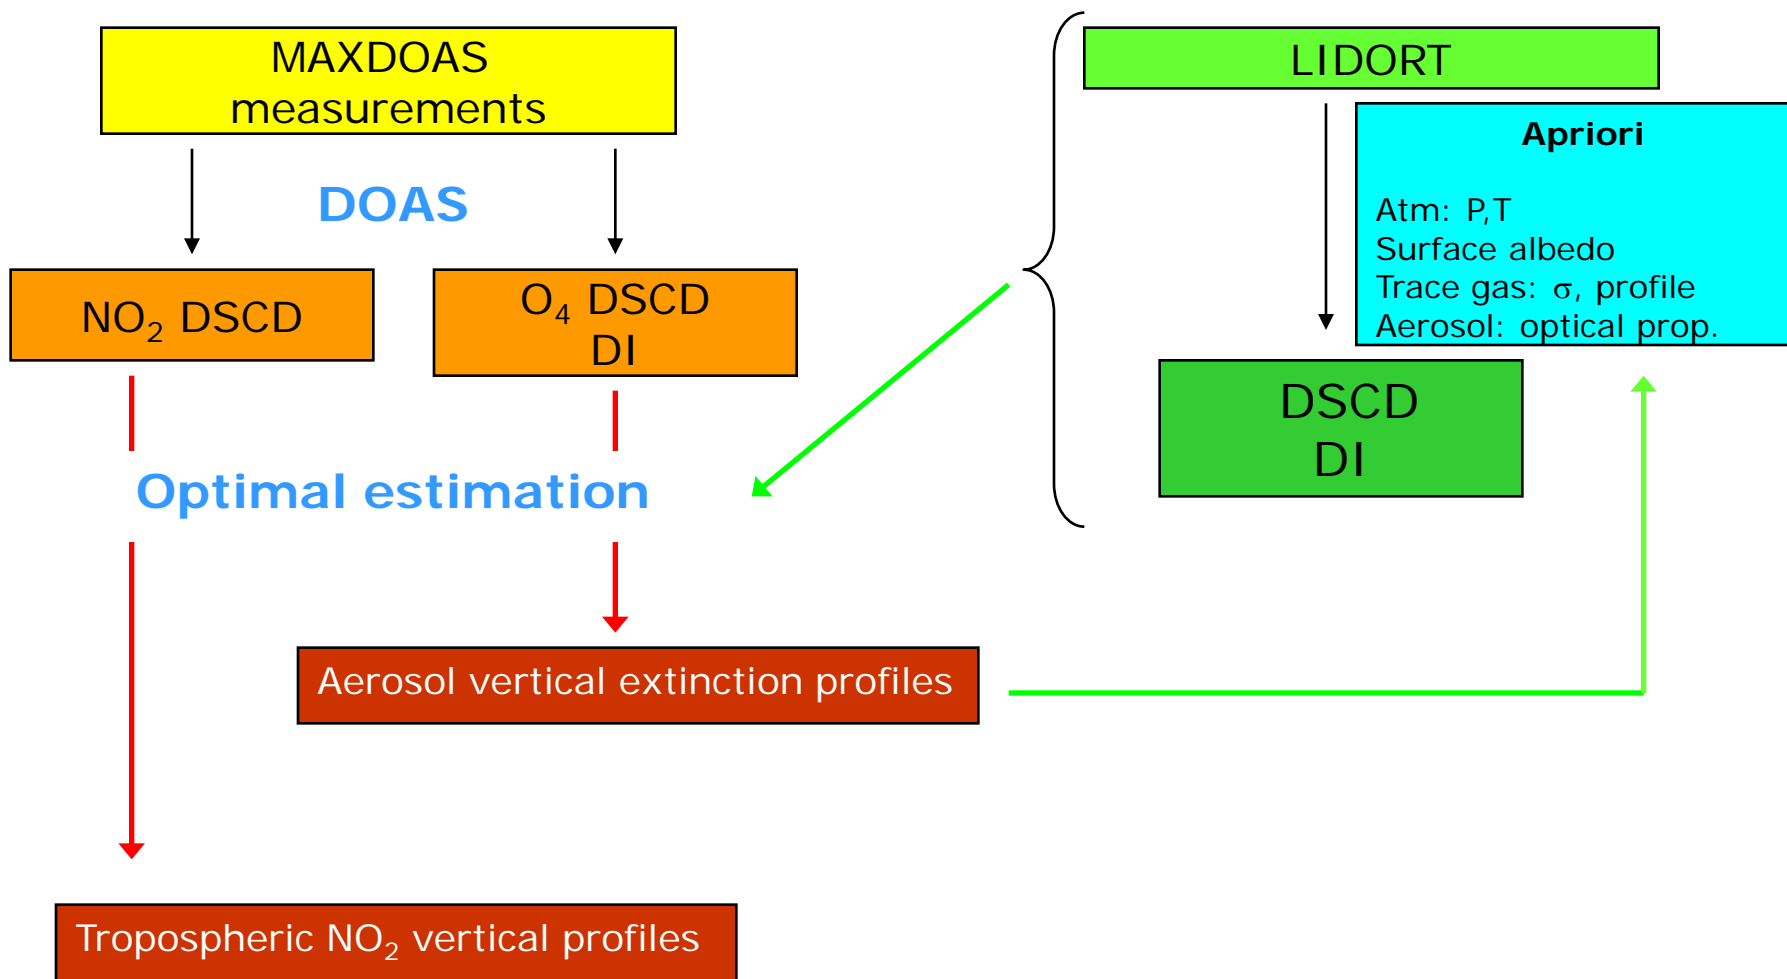 MAXDOAS
measurements
DOAS
NO₂ DSCD
O₄ DSCD
DI
Optimal estimation
Aerosol vertical extinction profiles
Tropospheric NO₂ vertical profiles
LIDORT
Apriori
Atm: P,T
Surface albedo
Trace gas: σ, profile
Aerosol: optical prop.
DSCD
DI